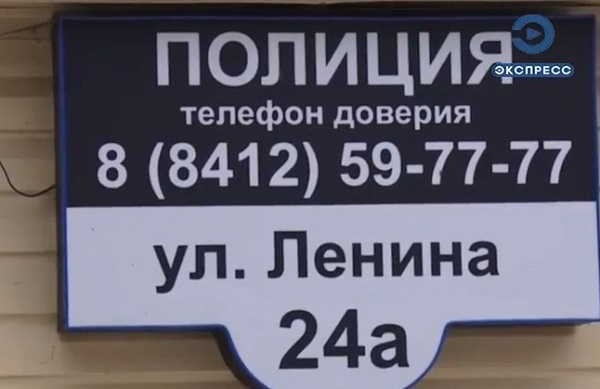 ПОЛИЦИЯ
ЭКСПРЕСС
телефон доверия
8 (8412) 59-77-77
ул. Ленина
24а